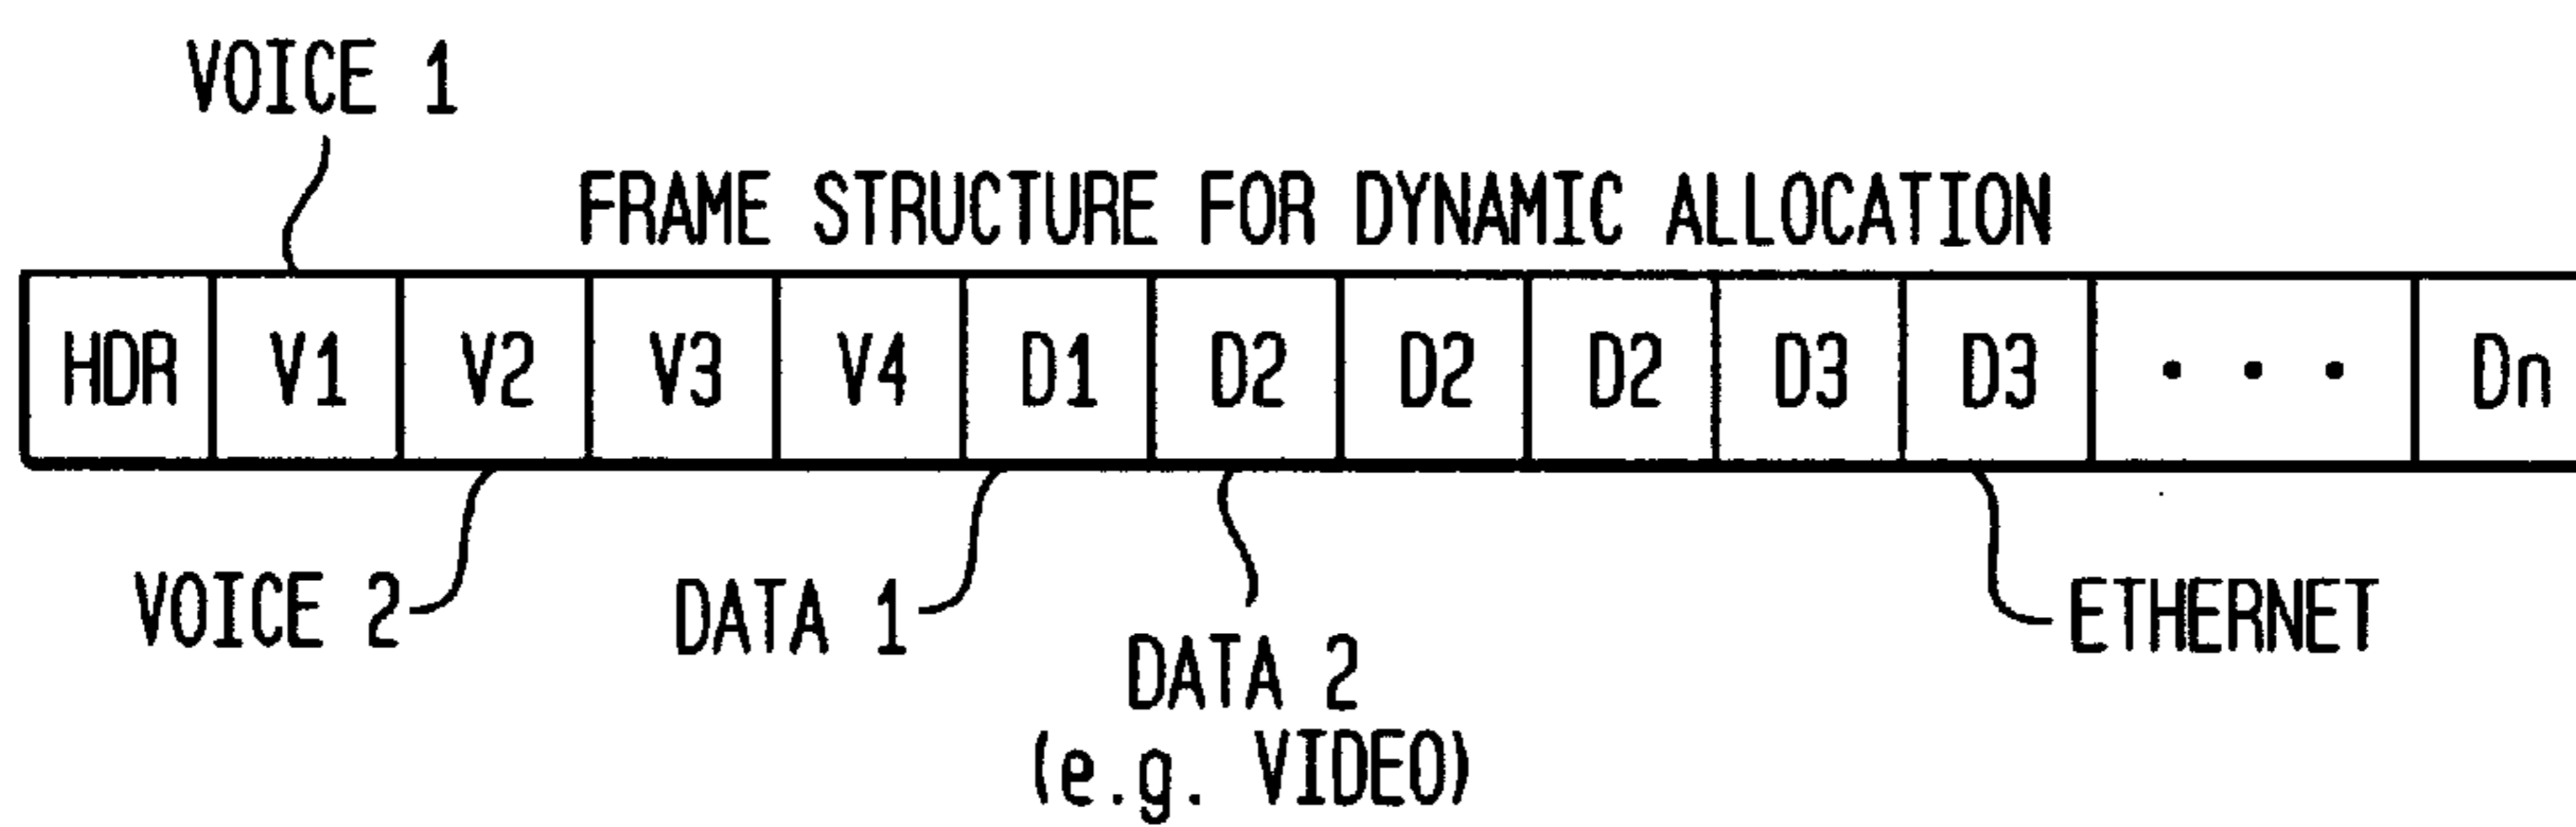 VOICE 1
FRAME STRUCTURE FOR DYNAMIC ALLOCATION
HDR V1 V2 V3 V4 D1 D2 D2 D2 D3 D3 • • • Dn
VOICE 2 DATA 1 ETHERNET
DATA 2
(e.g. VIDEO)